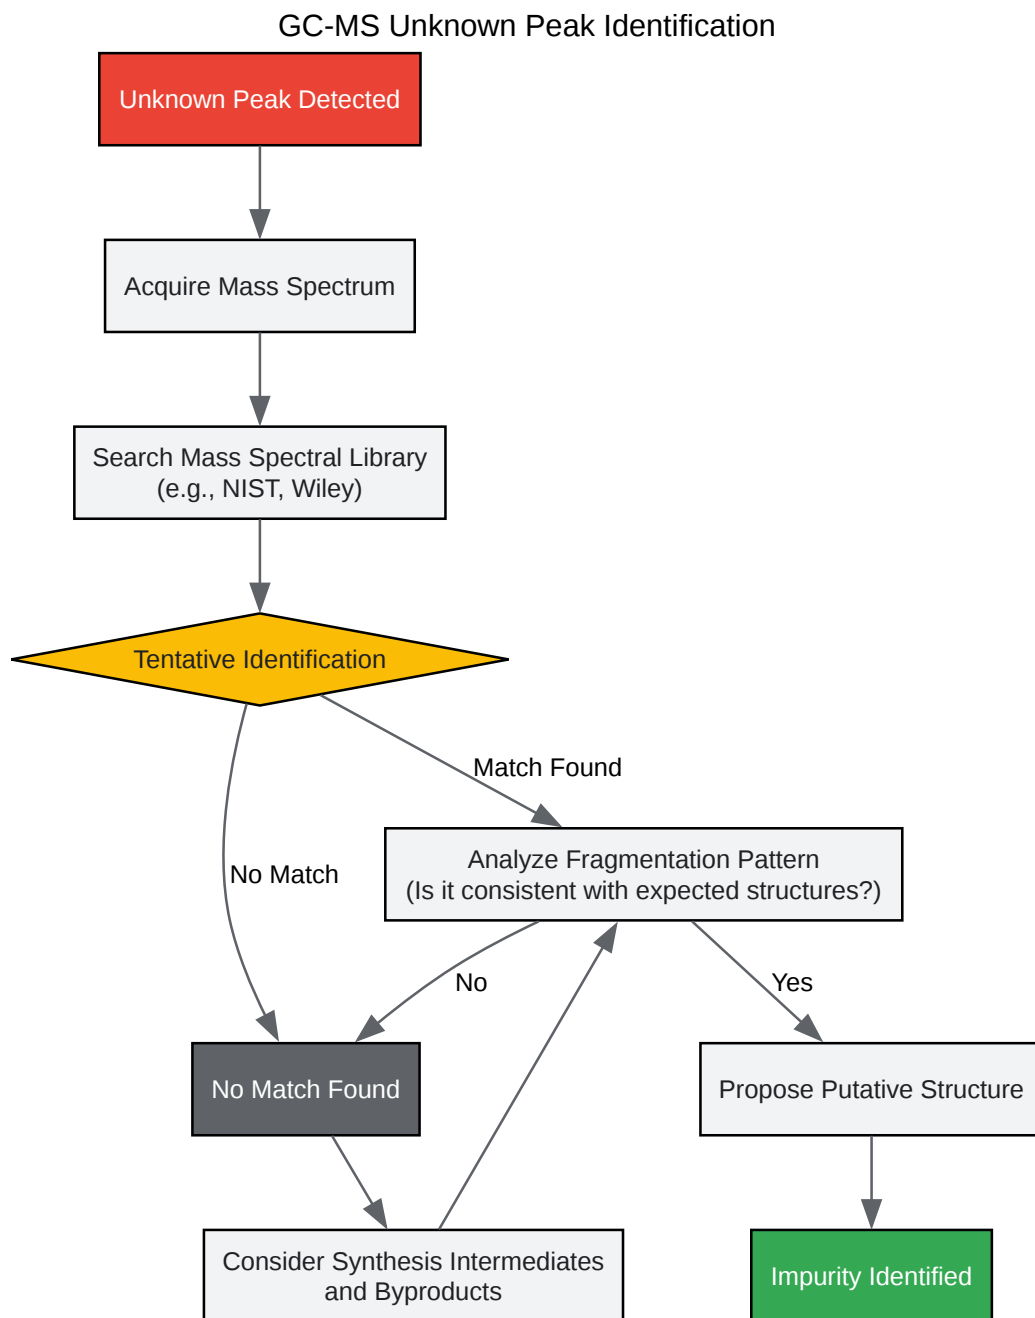 GC-MS Unknown Peak Identification
Unknown Peak Detected
Acquire Mass Spectrum
Search Mass Spectral Library
(e.g., NIST, Wiley)
Tentative Identification
Match Found
No Match
Analyze Fragmentation Pattern
(Is it consistent with expected structures?)
No
Yes
No Match Found
Propose Putative Structure
Consider Synthesis Intermediates
and Byproducts
Impurity Identified